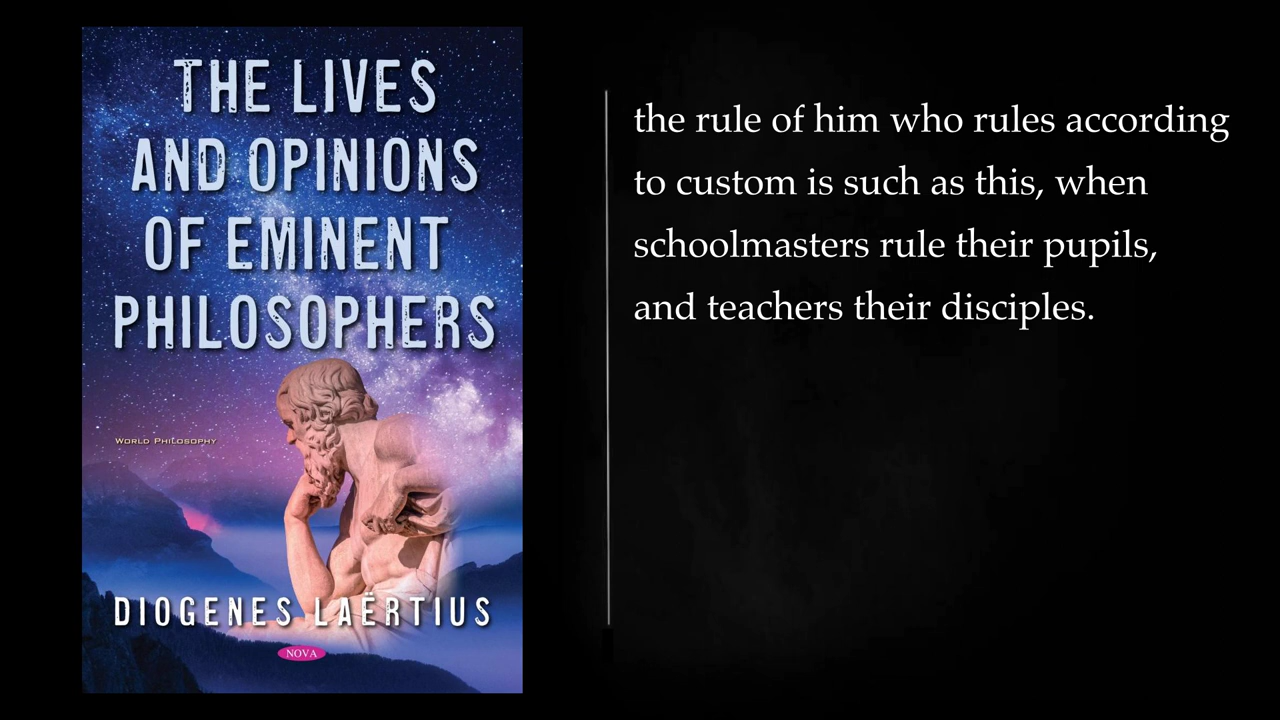 THE LIVES
AND OPINIONS
OF EMINENT
PHILOSOPHERS
WORLD PHILOSOPHY
DIOGENES LAËRTIUS
NOVA
the rule of him who rules according
to custom is such as this, when
schoolmasters rule their pupils,
and teachers their disciples.